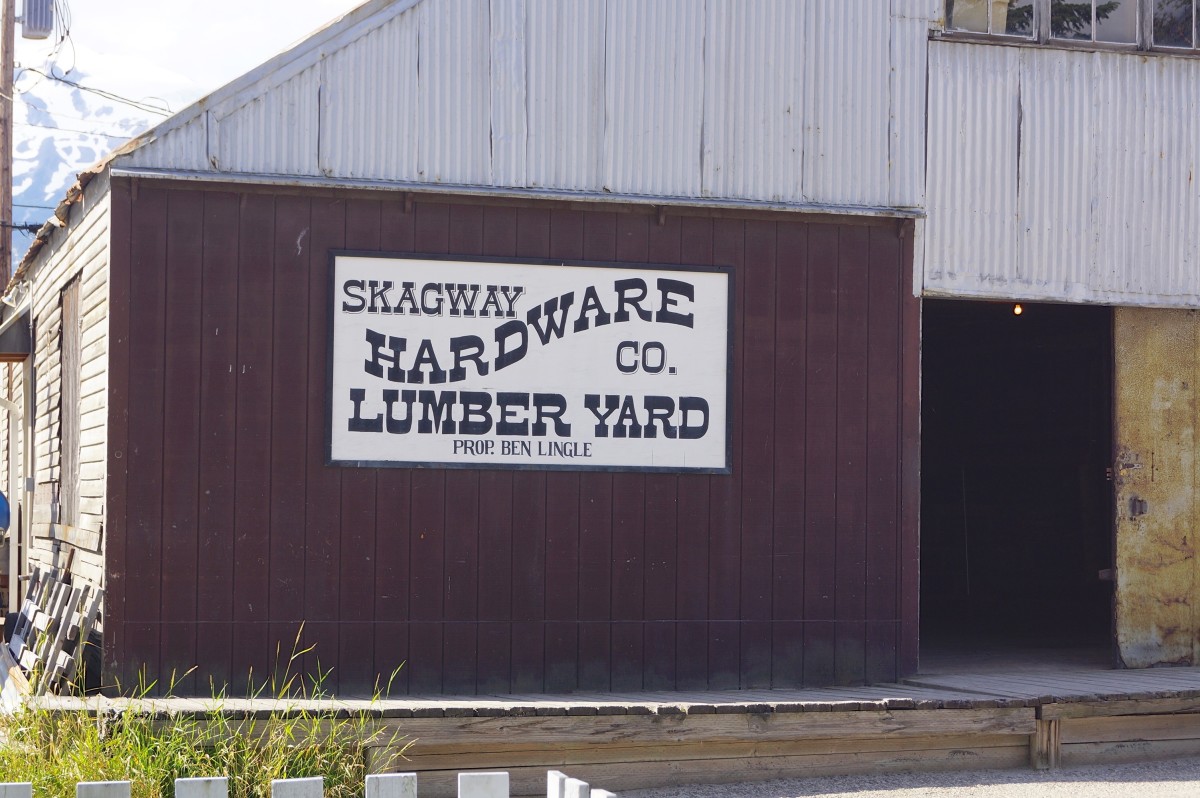 SKAGWAY
HARDWARE
CO.
LUMBER YARD
PROP. BEN LINGLE